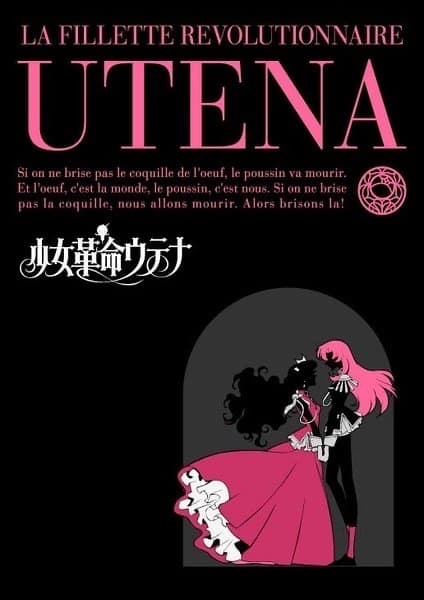 LA FILLETTE REVOLUTIONNAIRE
UTENA
Si on ne brise pas le coquille de l'oeuf, le poussin va mourir.
Et l'oeuf, c'est la monde, le poussin, c'est nous. Si on ne brise
pas la coquille, nous allons mourir. Alors brisons la!
少女革命ウテナ